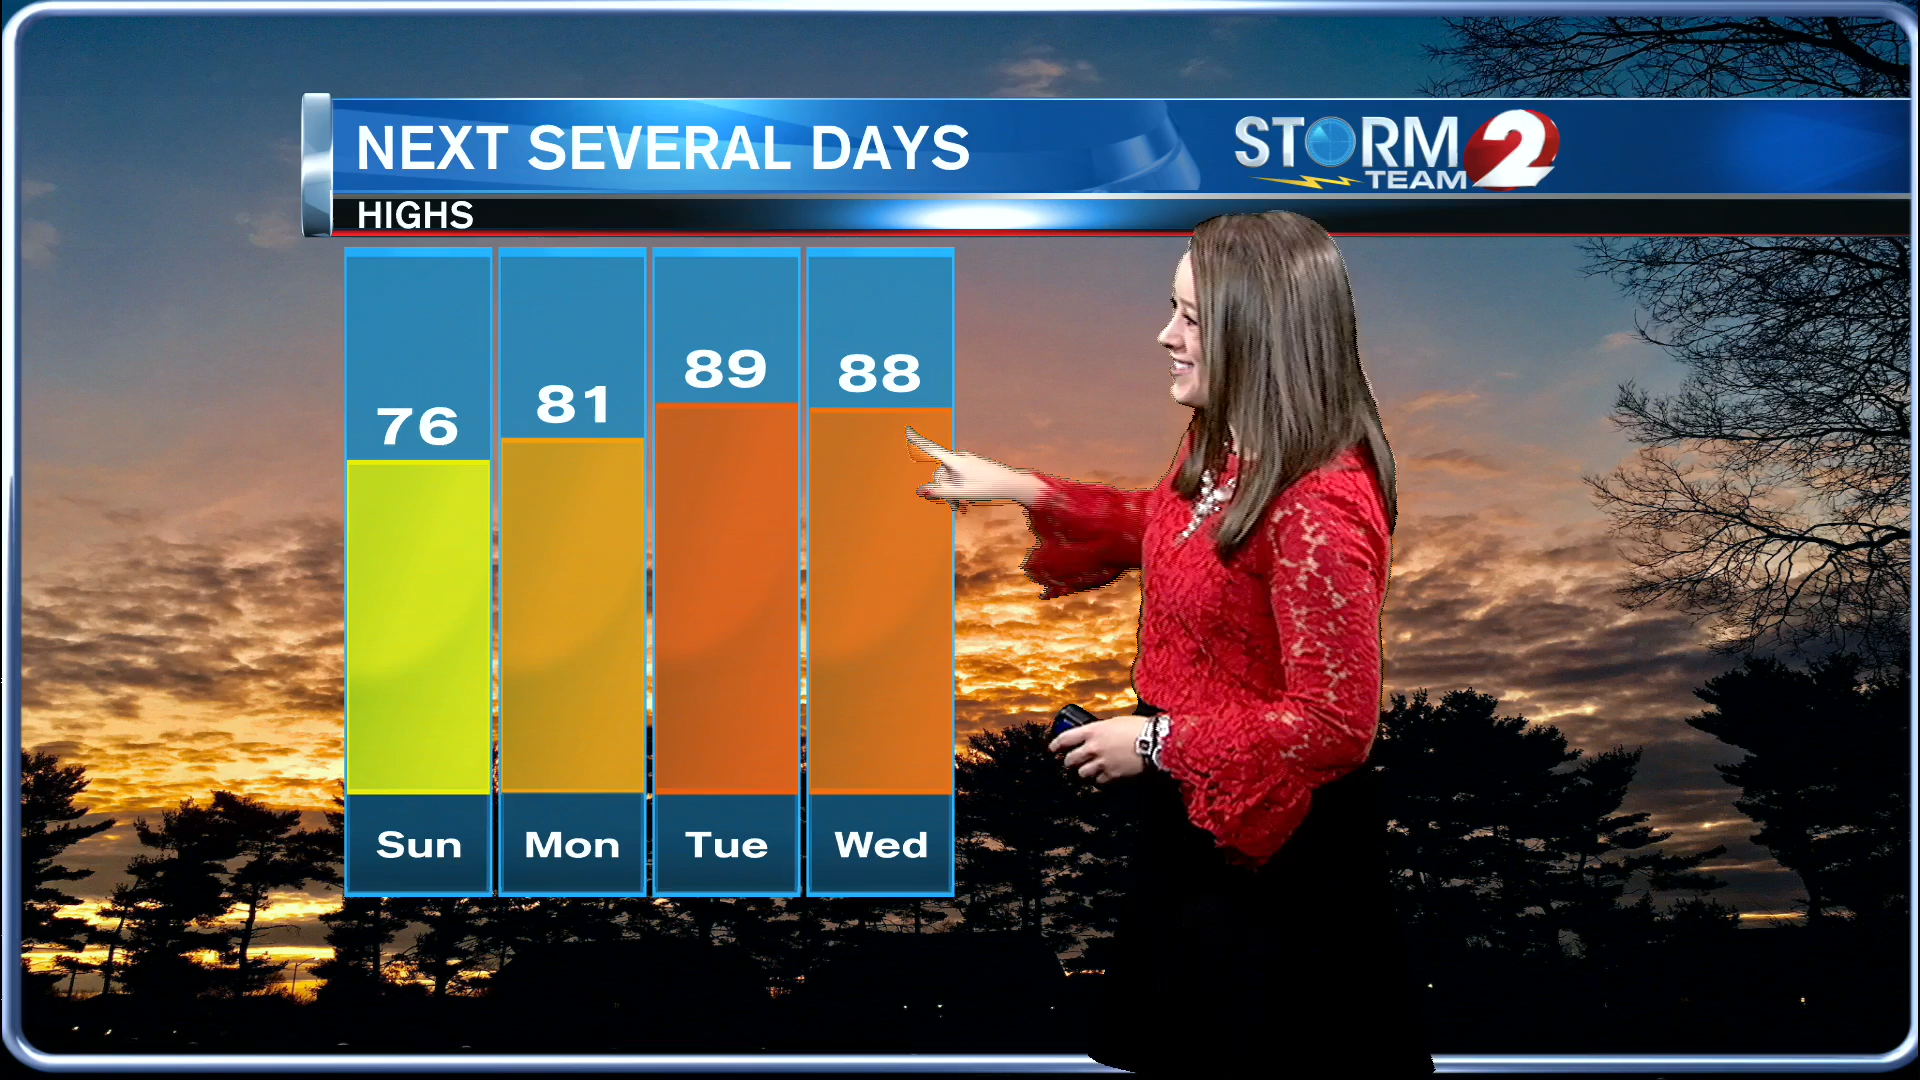 NEXT SEVERAL DAYS
STORM TEAM 2
HIGHS
76
81
89
88
Sun
Mon
Tue
Wed